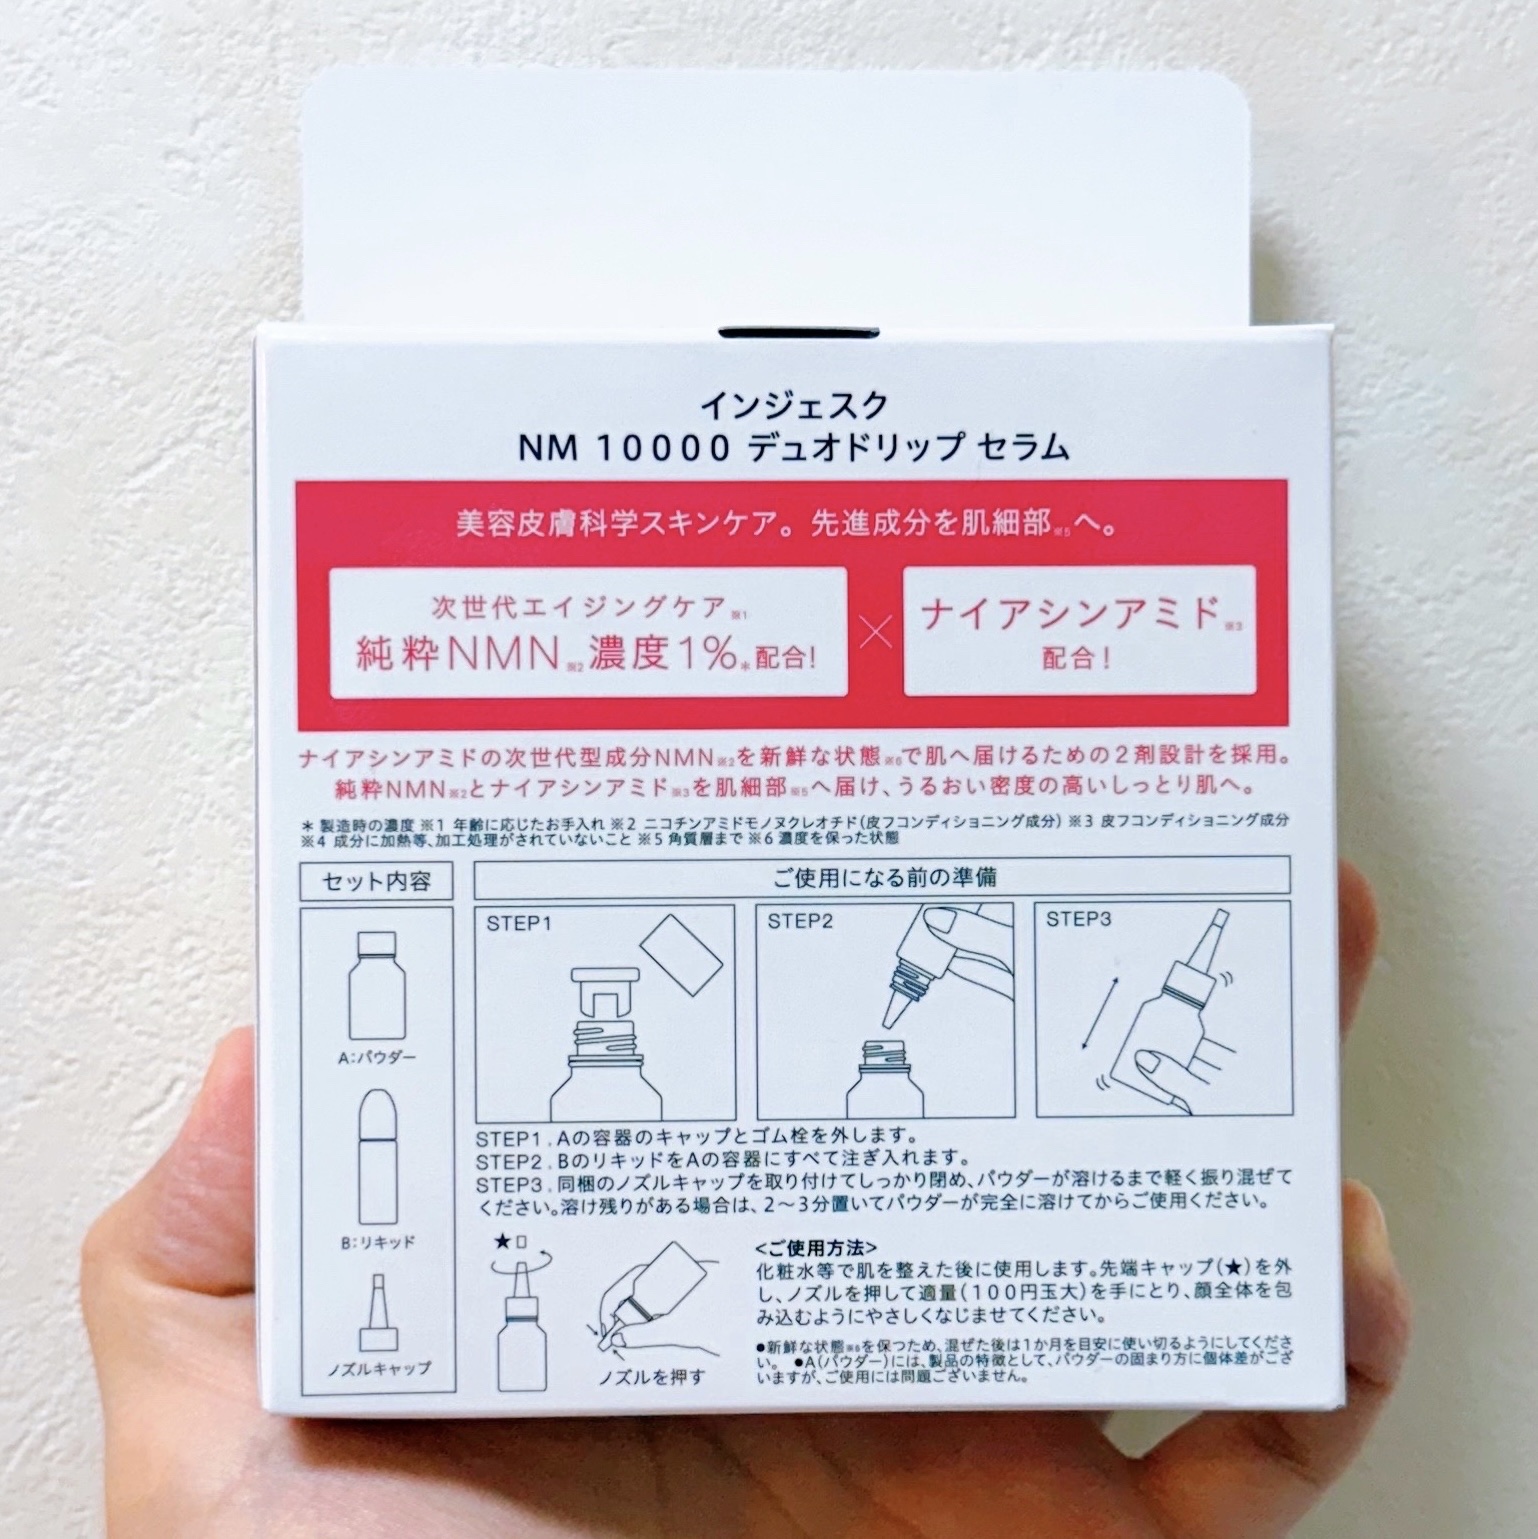 インジェスク
NM 10000 デュオドリップ セラム
美容皮膚科学スキンケア。先進成分を肌細部※5へ。
次世代エイジングケア※1
純粋NMN※2濃度1%*配合!
×
ナイアシンアミド※3
配合!
ナイアシンアミドの次世代型成分NMN※2を新鮮な状態※6で肌へ届けるための2剤設計を採用。
純粋NMN※2とナイアシンアミド※3を肌細部※5へ届け、うるおい密度の高いしっとり肌へ。
＊ 製造時の濃度 ※1 年齢に応じたお手入れ ※2 ニコチンアミドモノヌクレオチド(皮フコンディショニング成分) ※3 皮フコンディショニング成分
※4 成分に加熱等、加工処理がされていないこと ※5 角質層まで ※6 濃度を保った状態
セット内容
A:パウダー
B:リキッド
ノズルキャップ
ご使用になる前の準備
STEP1
STEP2
STEP3
STEP1. Aの容器のキャップとゴム栓を外します。
STEP2. BのリキッドをAの容器にすべて注ぎ入れます。
STEP3. 同梱のノズルキャップを取り付けてしっかり閉め、パウダーが溶けるまで軽く振り混ぜて
ください。溶け残りがある場合は、2〜3分置いてパウダーが完全に溶けてからご使用ください。
★
ノズルを押す
<ご使用方法>
化粧水等で肌を整えた後に使用します。先端キャップ(★)を外
し、ノズルを押して適量(100円玉大)を手にとり、顔全体を包
み込むようにやさしくなじませてください。
●新鮮な状態※6を保つため、混ぜた後は1か月を目安に使い切るようにしてくださ
い。 ●A(パウダー)には、製品の特徴として、パウダーの固まり方に個体差がござ
いますが、ご使用には問題ございません。